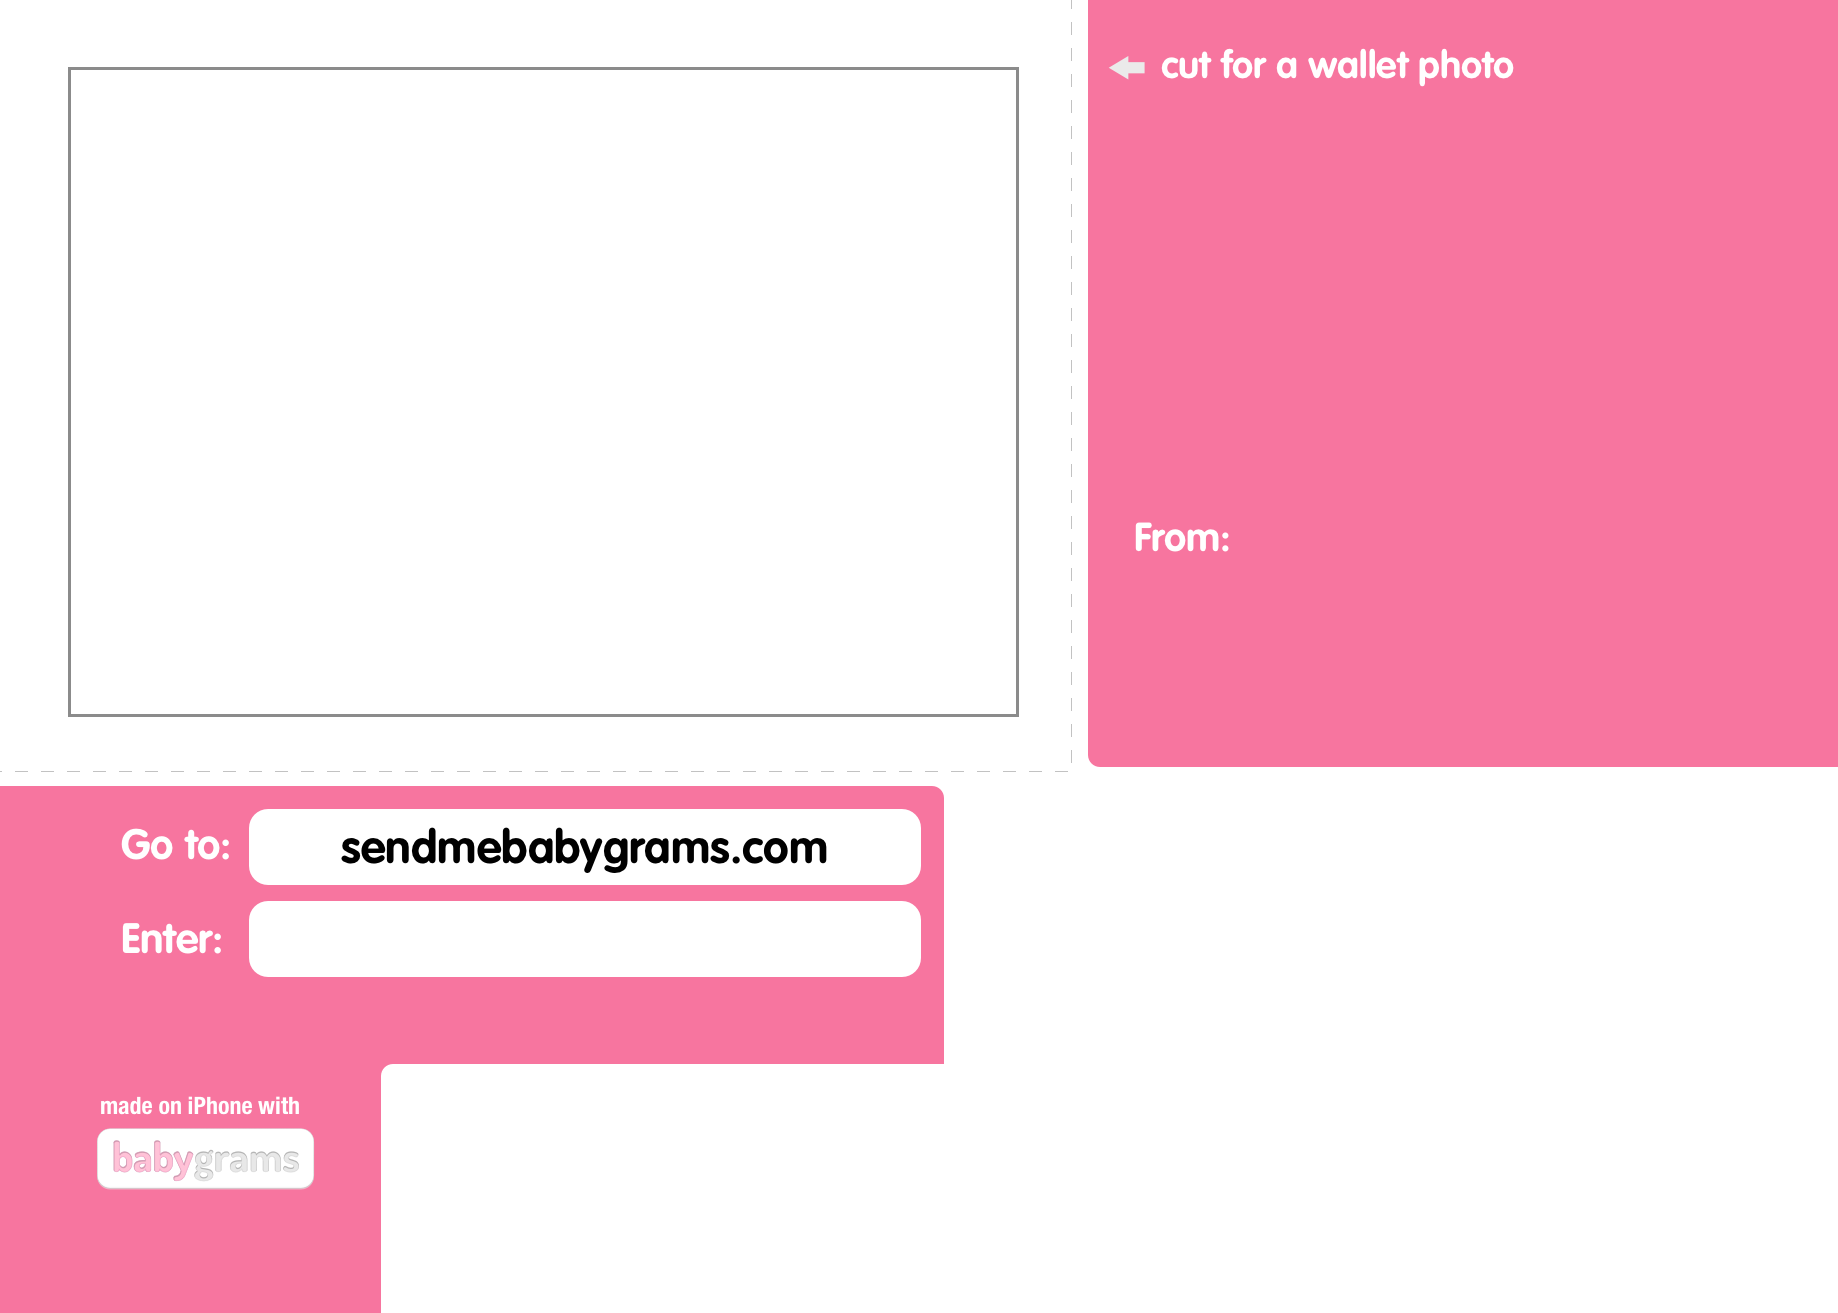 cut for a wallet photo
From:
Go to: sendmebabygrams.com
Enter:
made on iPhone with
babygrams